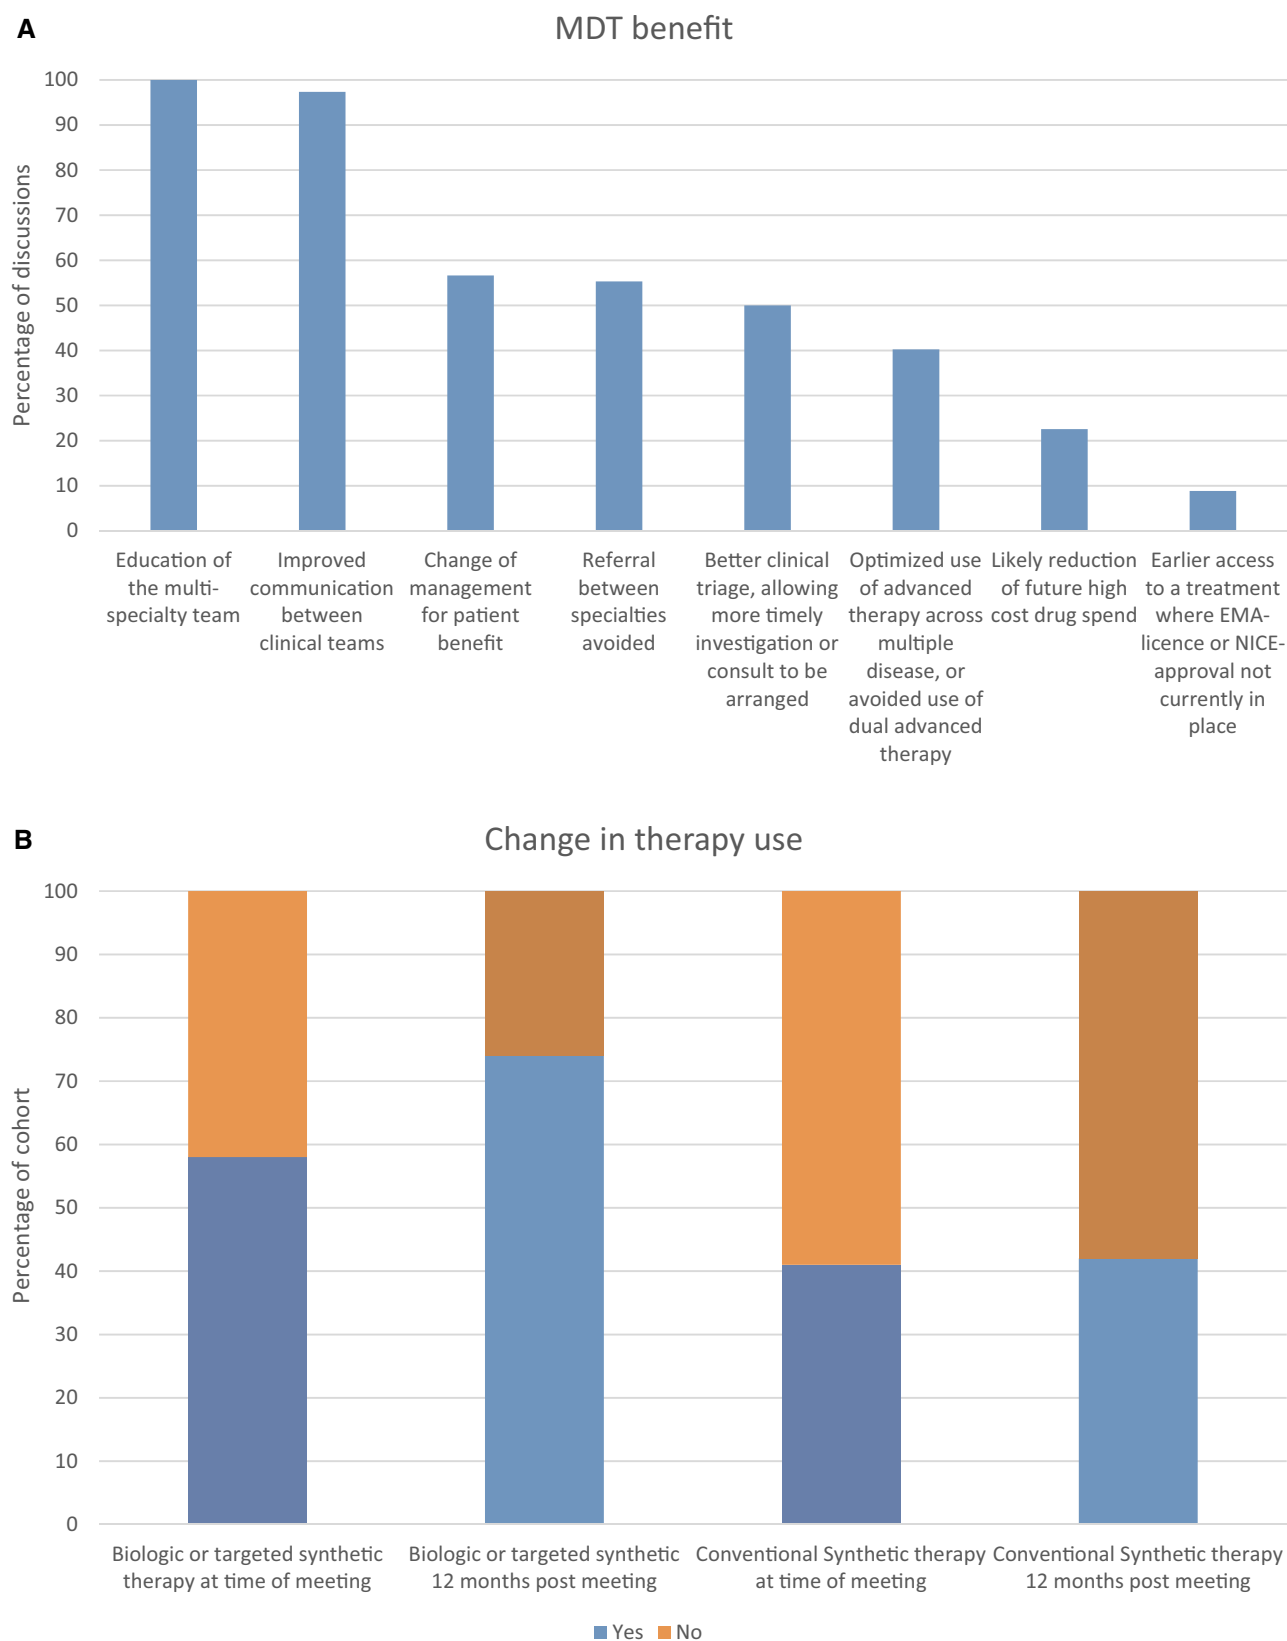 A
MDT benefit
Percentage of discussions
100
90
80
70
60
50
40
30
20
10
0
Education of
the multi-
specialty team
Improved
communication
between
clinical teams
Change of
management
for patient
benefit
Referral
between
specialties
avoided
Better clinical
triage, allowing
more timely
investigation or
consult to be
arranged
Optimized use
of advanced
therapy across
multiple
disease, or
avoided use of
dual advanced
therapy
Likely reduction
of future high
cost drug spend
Earlier access
to a treatment
where EMA-
licence or NICE-
approval not
currently in
place
B
Change in therapy use
Percentage of cohort
100
90
80
70
60
50
40
30
20
10
0
Biologic or targeted synthetic
therapy at time of meeting
Biologic or targeted synthetic
12 months post meeting
Conventional Synthetic therapy
at time of meeting
Conventional Synthetic therapy
12 months post meeting
Yes No